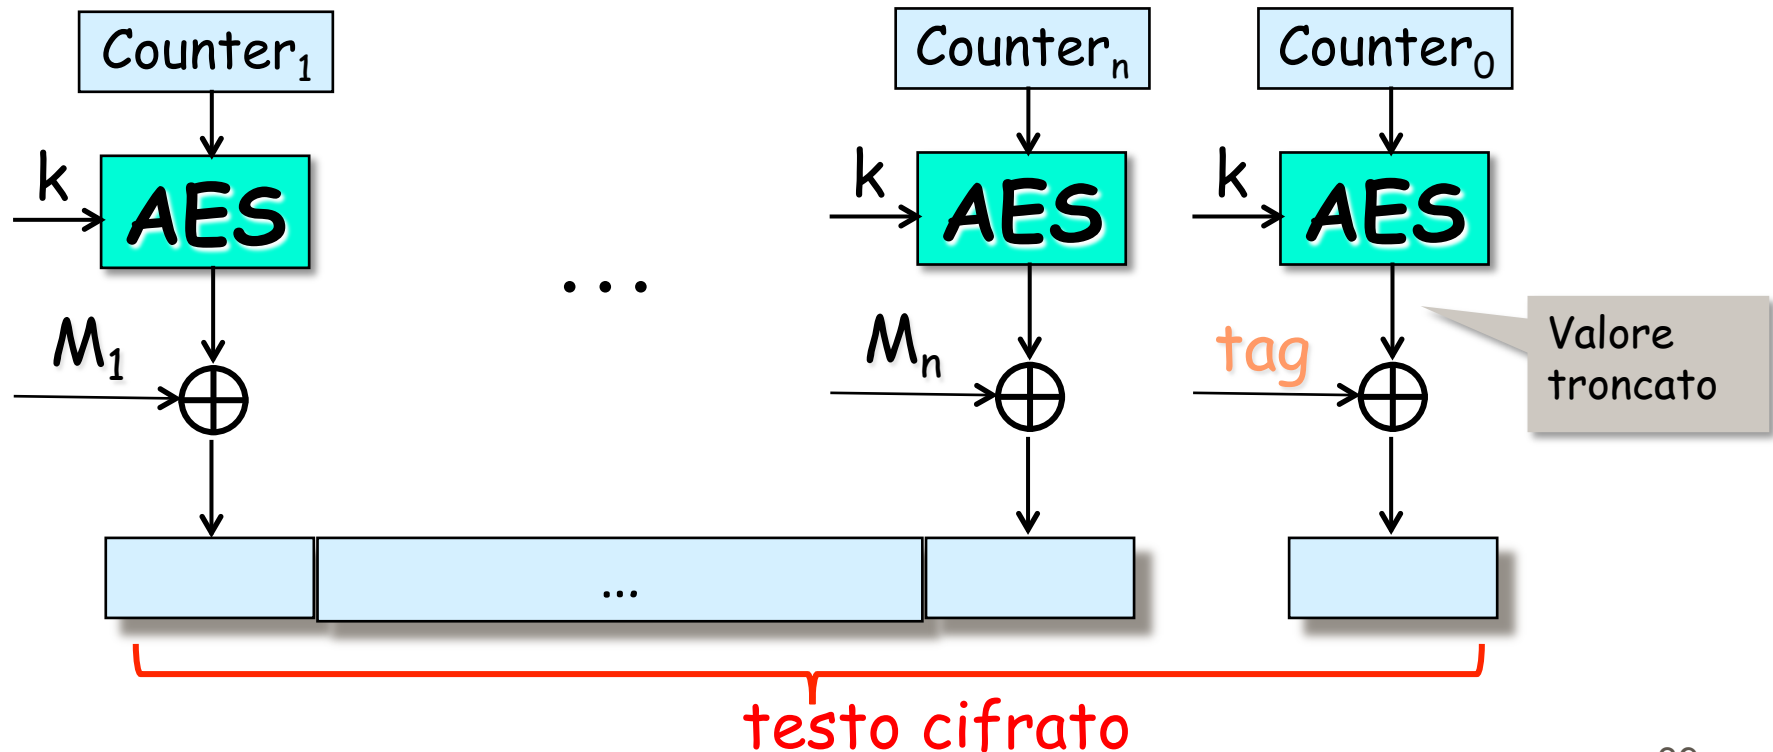 Counter₁
Counterₙ
Counter₀
k
k
k
AES
AES
AES
...
M₁
Mₙ
tag
Valore
troncato
...
testo cifrato